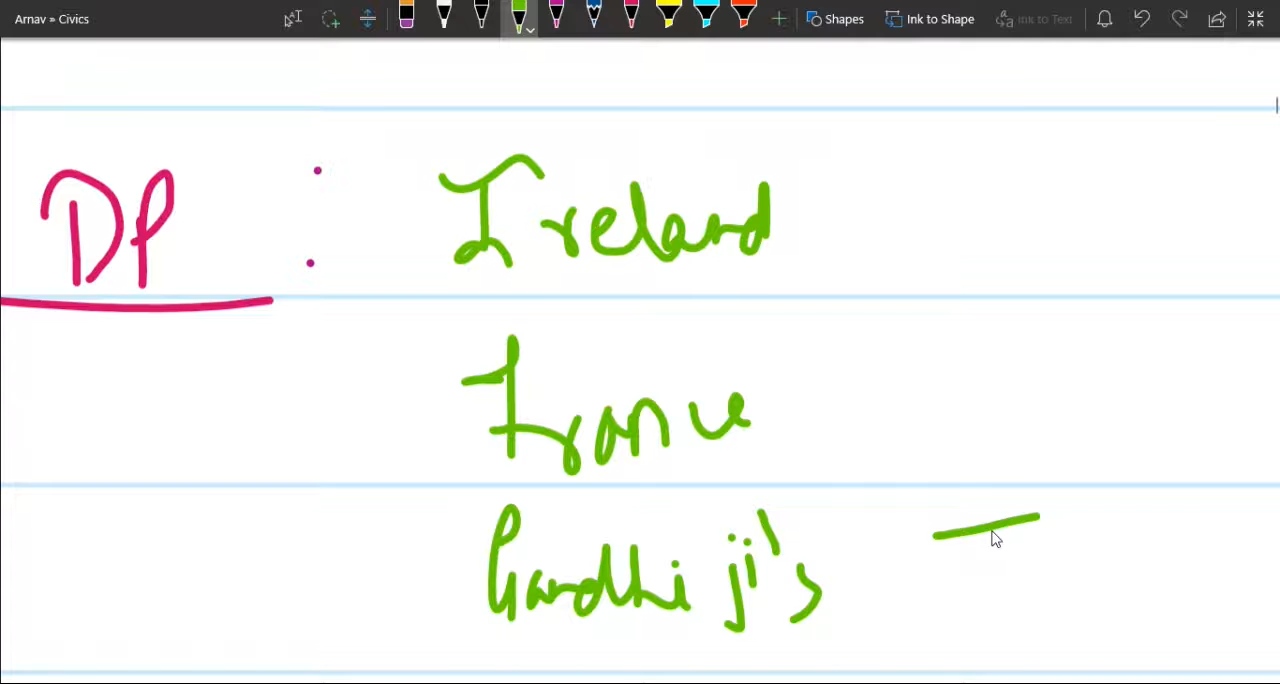 Arnav » Civics
Shapes
Ink to Shape
Ink to Text
DP : Ireland
France
Gandhi ji's